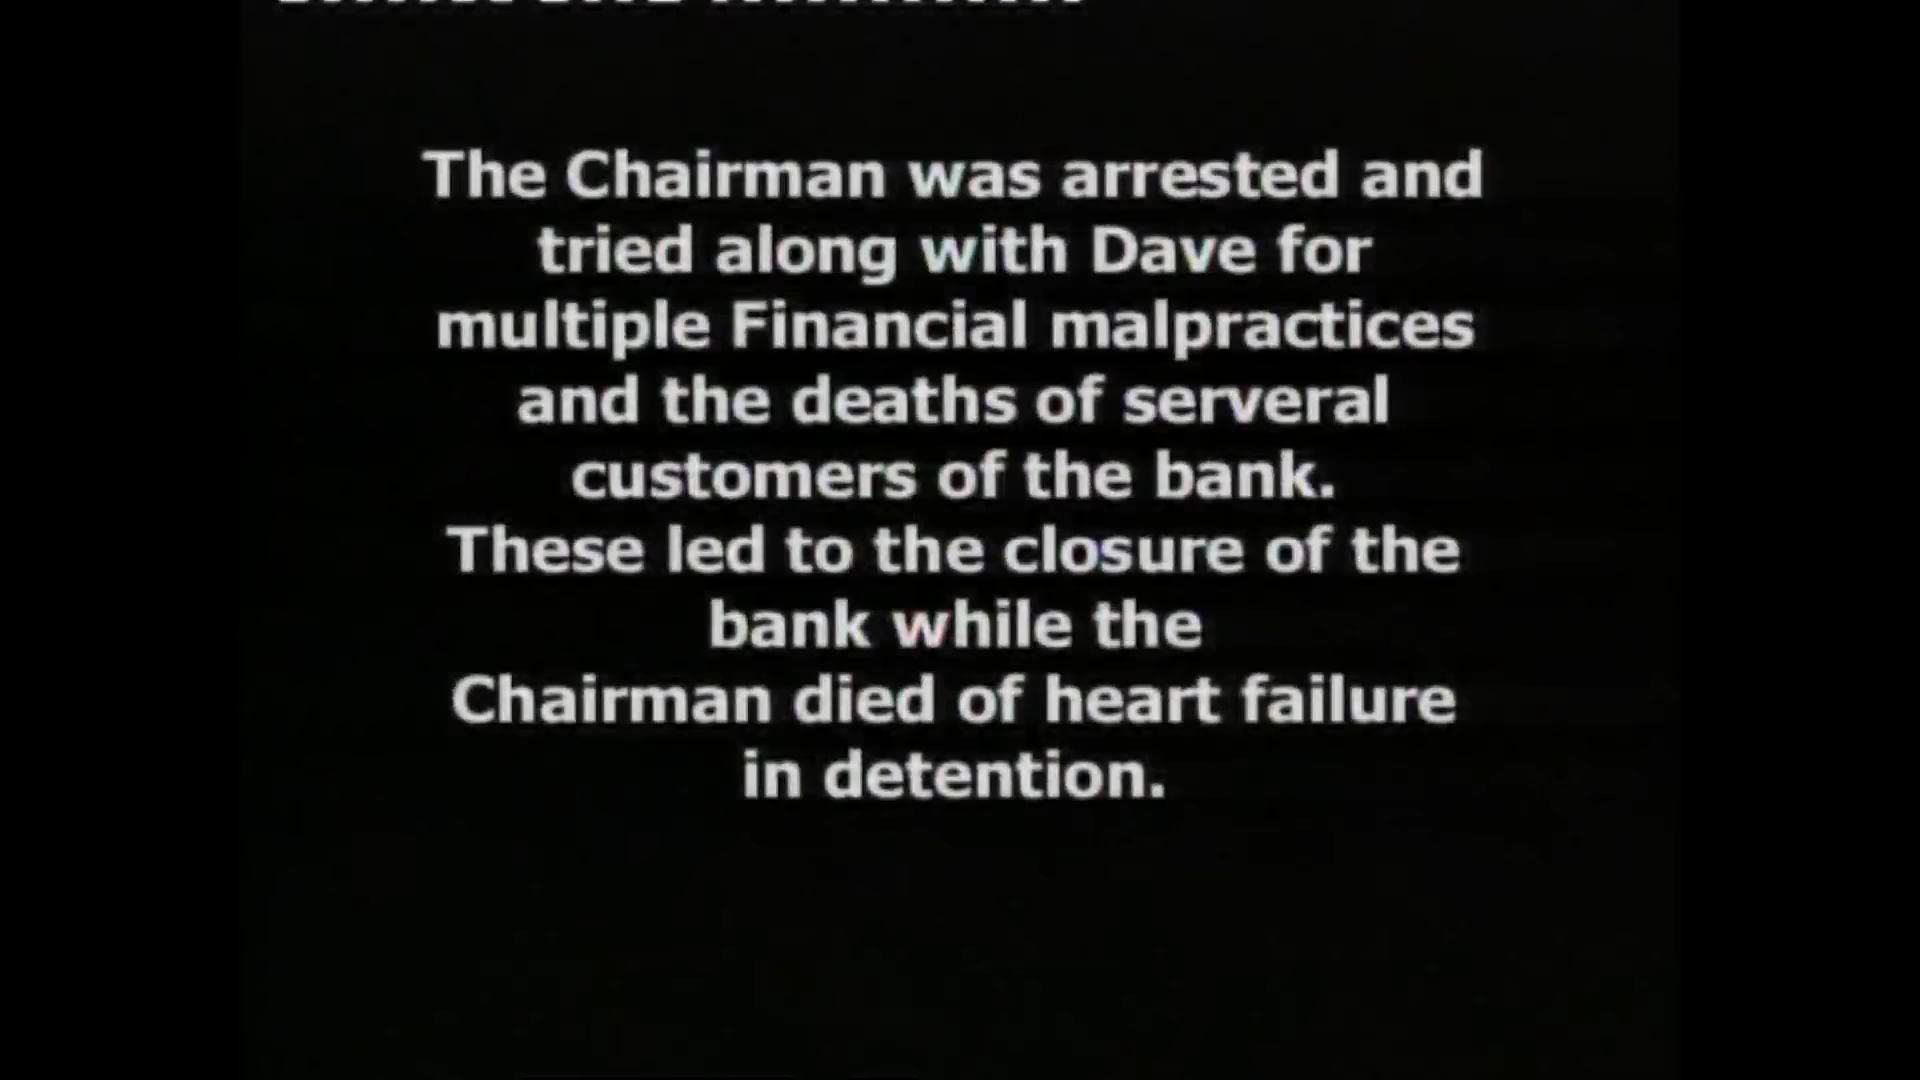 The Chairman was arrested and
tried along with Dave for
multiple Financial malpractices
and the deaths of serveral
customers of the bank.
These led to the closure of the
bank while the
Chairman died of heart failure
in detention.